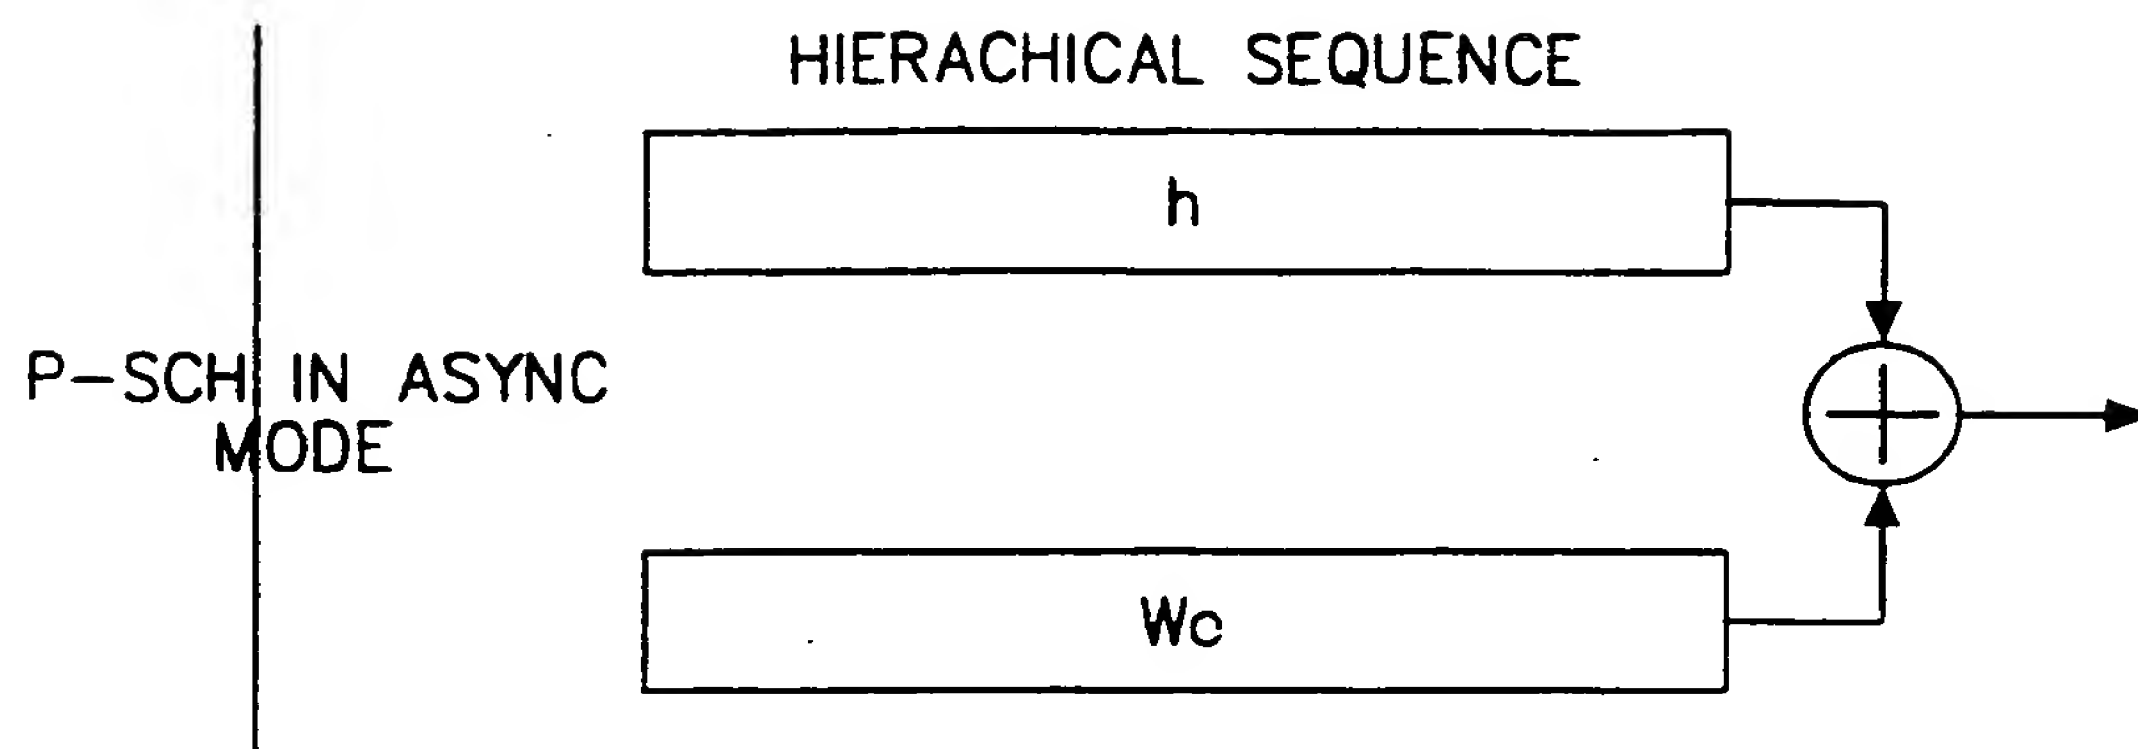 HIERACHICAL SEQUENCE
h
P-SCH IN ASYNC
MODE
Wc